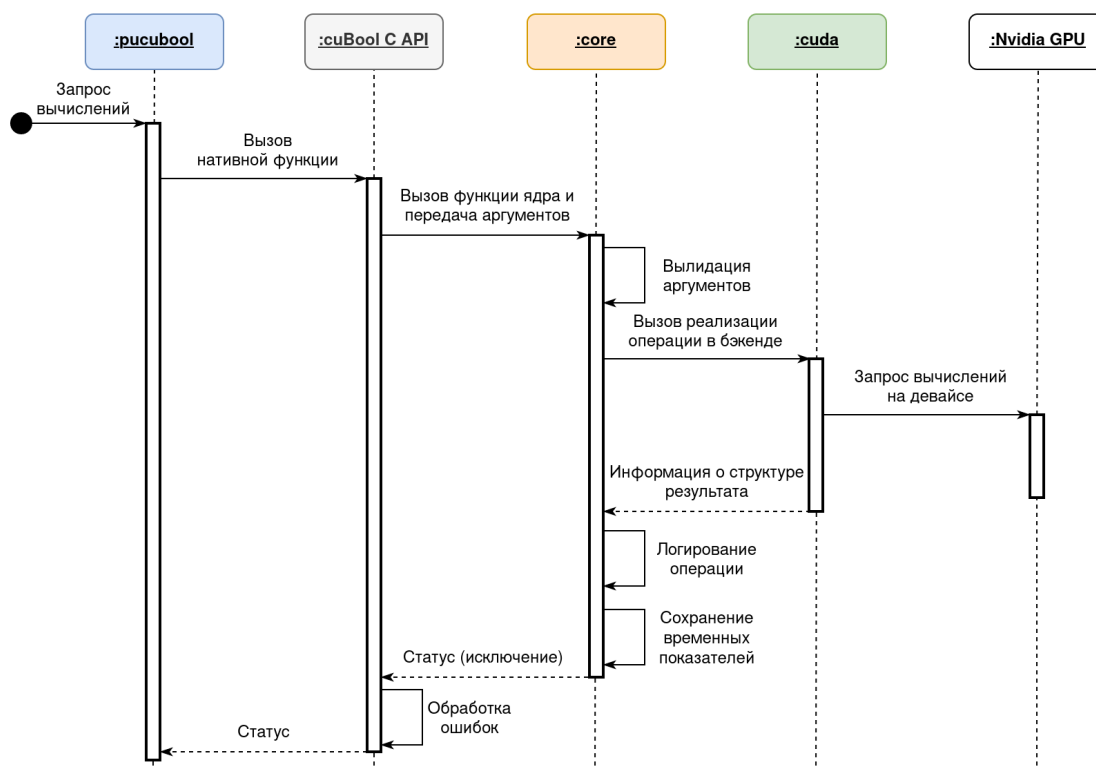 :pucubool
:cuBool C API
:core
:cuda
:Nvidia GPU
Запрос
вычислений
Вызов
нативной функции
Вызов функции ядра и
передача аргументов
Вылидация
аргументов
Вызов реализации
операции в бэкенде
Запрос вычислений
на девайсе
Информация о структуре
результата
Логирование
операции
Сохранение
временных
показателей
Статус (исключение)
Обработка
ошибок
Статус